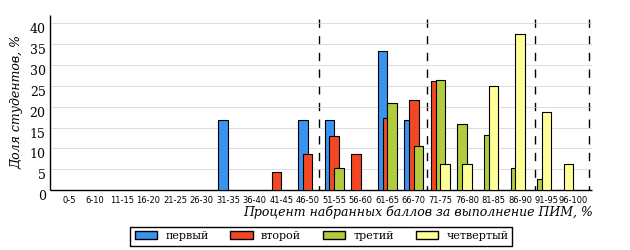 Доля студентов, %
40
35
30
25
20
15
10
5
0
0-5 6-10 11-15 16-20 21-25 26-30 31-35 36-40 41-45 46-50 51-55 56-60 61-65 66-70 71-75 76-80 81-85 86-90 91-95 96-100
Процент набранных баллов за выполнение ПИМ, %
первый второй третий четвертый